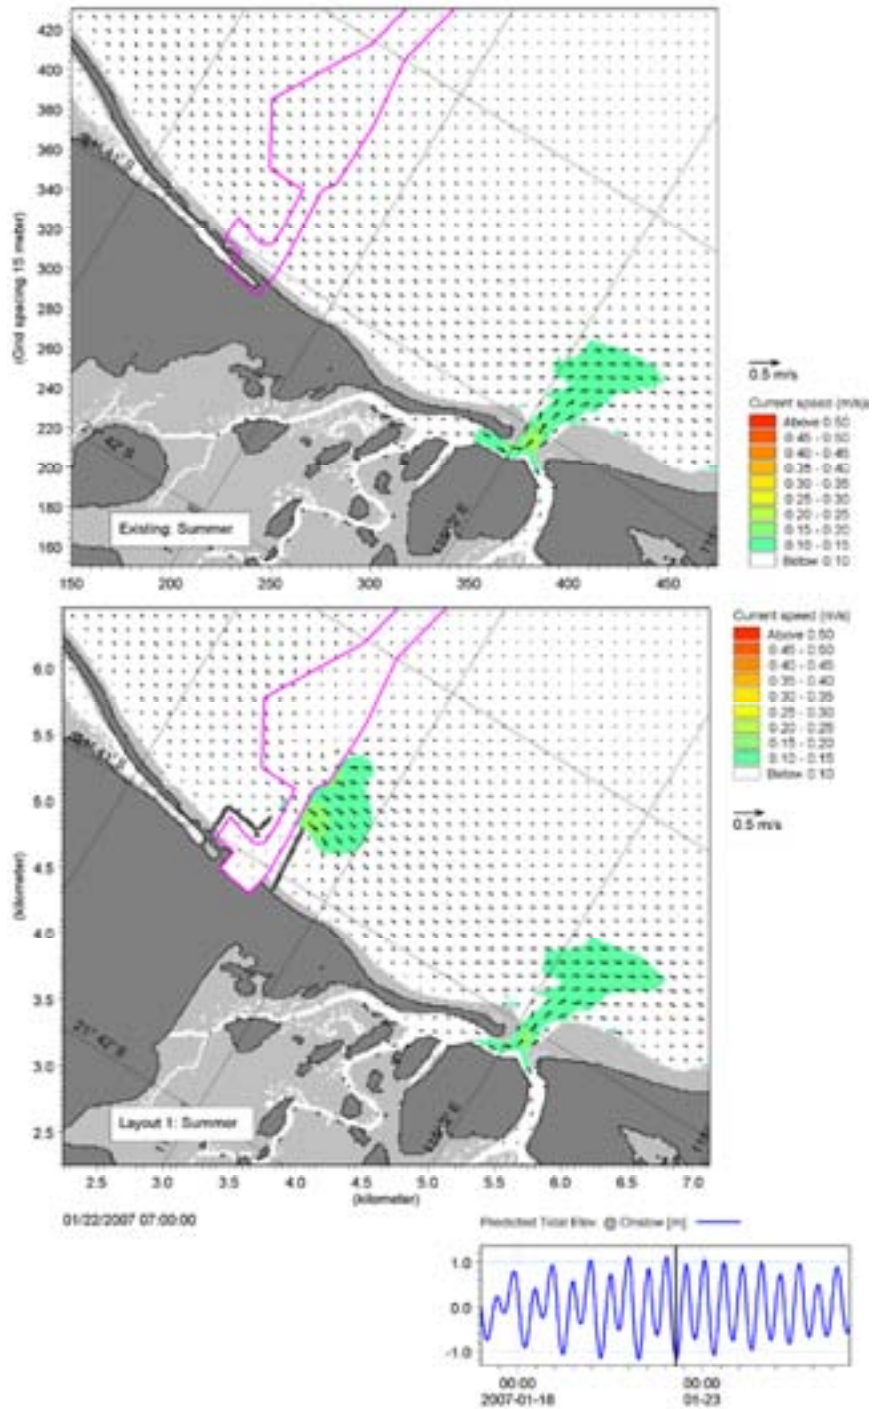 420
400
380
360
340
320
300
280
260
240
220
200
180
160
(Grid spacing 15 meter)
150 200 250 300 350 400 450
Existing: Summer
0.5 m/s
Current speed (m/s)
Above 0.50
0.45 - 0.50
0.40 - 0.45
0.35 - 0.40
0.30 - 0.35
0.25 - 0.30
0.20 - 0.25
0.15 - 0.20
0.10 - 0.15
Below 0.10
6.0
5.5
5.0
4.5
4.0
3.5
3.0
2.5
(kilometer)
21° 42' S
Layout 1: Summer
2.5 3.0 3.5 4.0 4.5 5.0 5.5 6.0 6.5 7.0
(kilometer)
Current speed (m/s)
Above 0.50
0.45 - 0.50
0.40 - 0.45
0.35 - 0.40
0.30 - 0.35
0.25 - 0.30
0.20 - 0.25
0.15 - 0.20
0.10 - 0.15
Below 0.10
0.5 m/s
01/22/2007 07:00:00
Predicted Tidal Elev. @ Onslow [m]
1.0
0.0
-1.0
00:00 00:00
2007-01-18 01-23